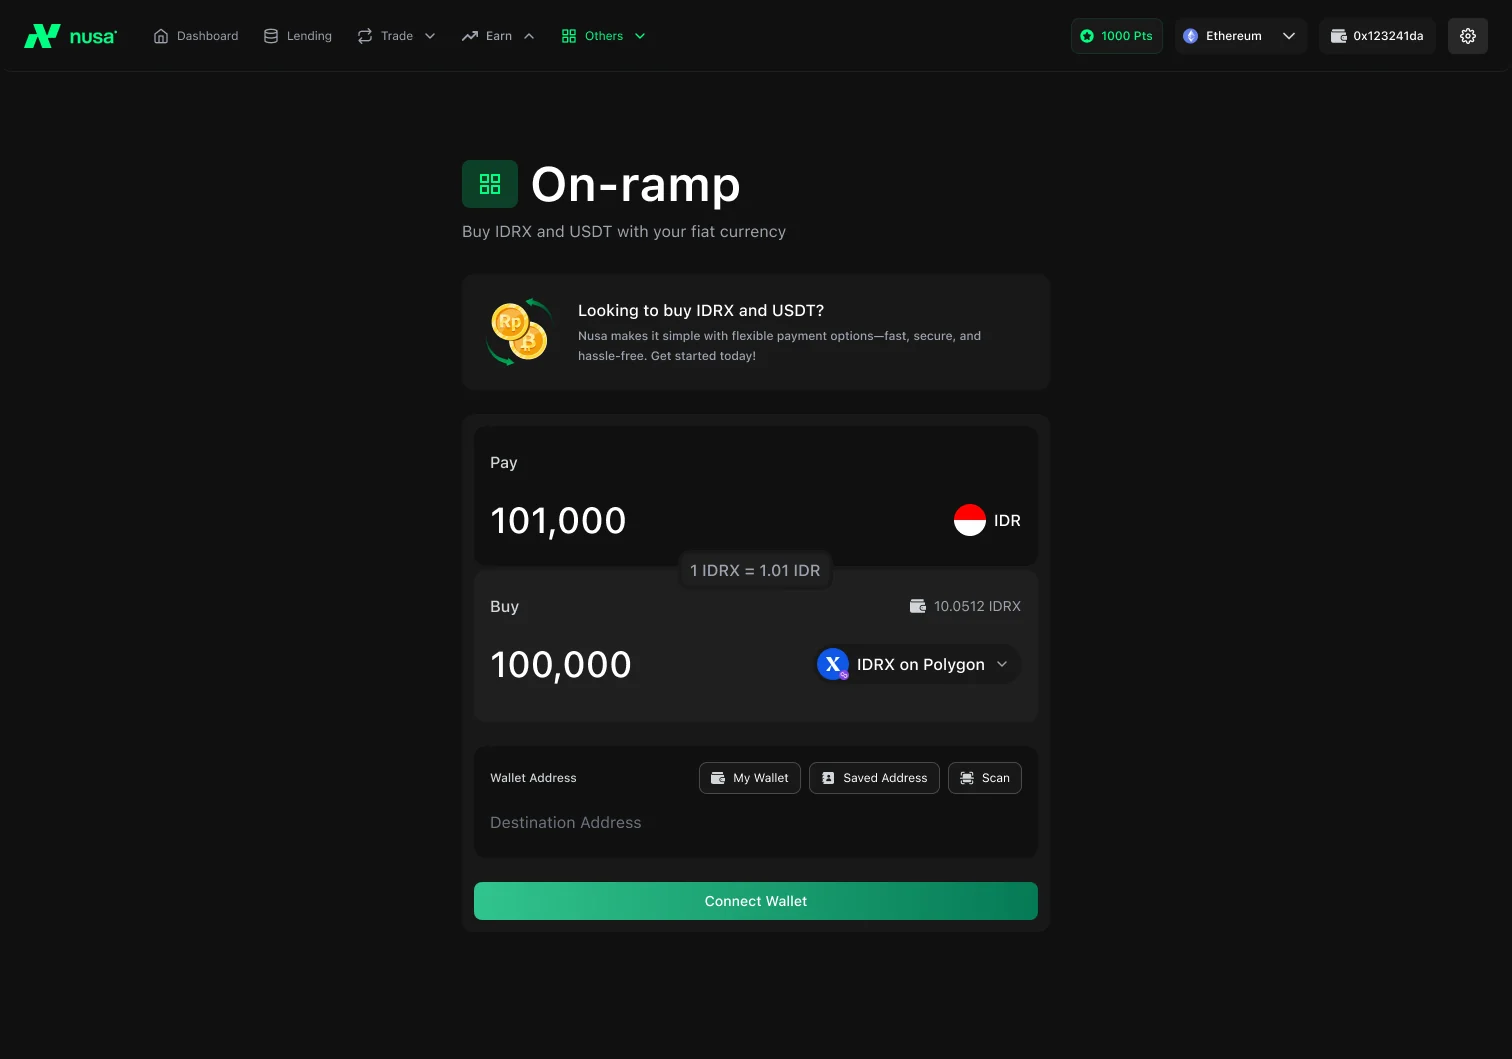 nusa
Dashboard
Lending
Trade
Earn
Others
1000 Pts
Ethereum
0x123241da
On-ramp
Buy IDRX and USDT with your fiat currency
Rp
Looking to buy IDRX and USDT?
Nusa makes it simple with flexible payment options—fast, secure, and
hassle-free. Get started today!
Pay
101,000
IDR
1 IDRX = 1.01 IDR
Buy
10.0512 IDRX
100,000
X
IDRX on Polygon
Wallet Address
My Wallet
Saved Address
Scan
Destination Address
Connect Wallet